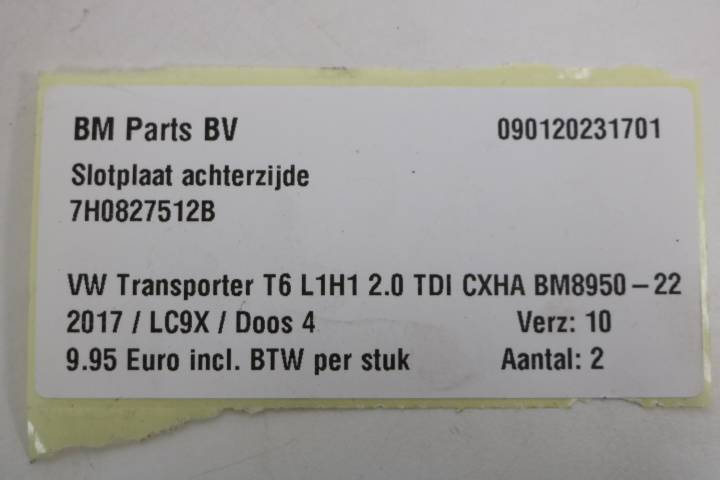 BM Parts BV 090120231701
Slotplaat achterzijde
7H0827512B
VW Transporter T6 L1H1 2.0 TDI CXHA BM8950-22
2017 / LC9X / Doos 4 Verz: 10
9.95 Euro incl. BTW per stuk Aantal: 2